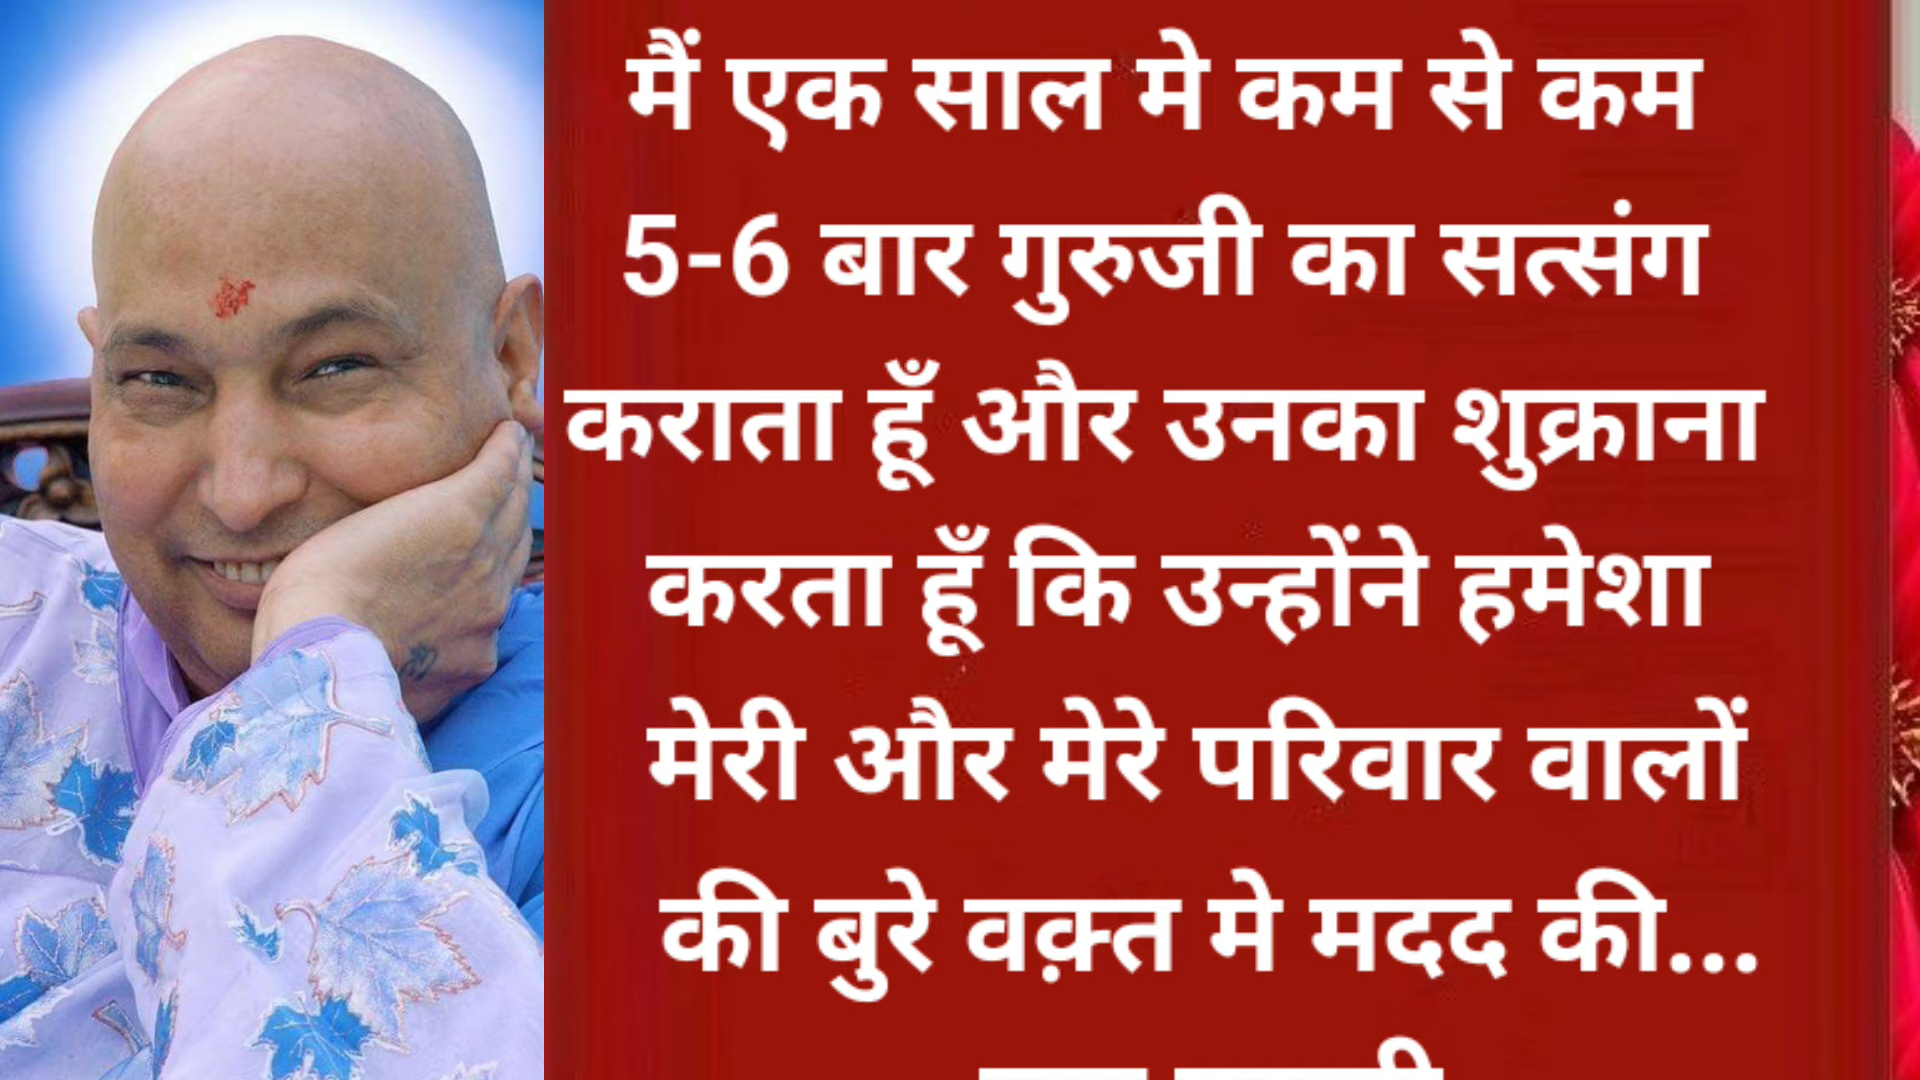 मैं एक साल मे कम से कम
5-6 बार गुरुजी का सत्संग
कराता हूँ और उनका शुक्राना
करता हूँ कि उन्होंने हमेशा
मेरी और मेरे परिवार वालों
की बुरे वक़्त मे मदद की...